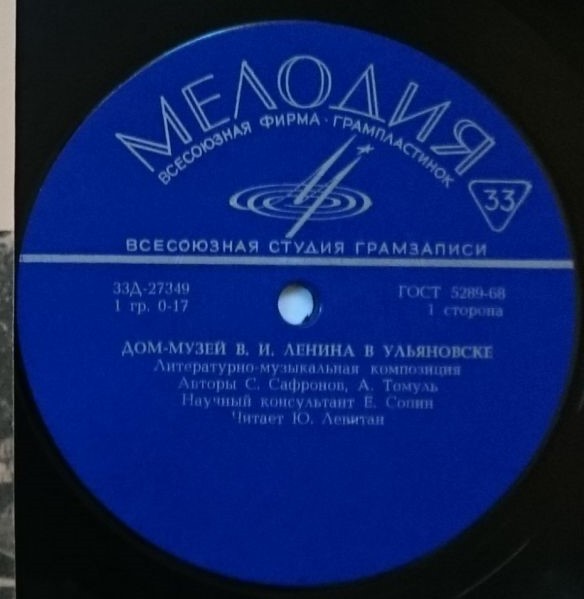 МЕЛОДИЯ
ВСЕСОЮЗНАЯ ФИРМА · ГРАМПЛАСТИНОК
33
ВСЕСОЮЗНАЯ СТУДИЯ ГРАМЗАПИСИ
33Д-27349
ГОСТ 5289-68
1 гр. 0-17
1 сторона
ДОМ-МУЗЕЙ В. И. ЛЕНИНА В УЛЬЯНОВСКЕ
Литературно-музыкальная композиция
Авторы С. Сафронов, А. Томуль
Научный консультант Е. Сопин
Читает Ю. Левитан